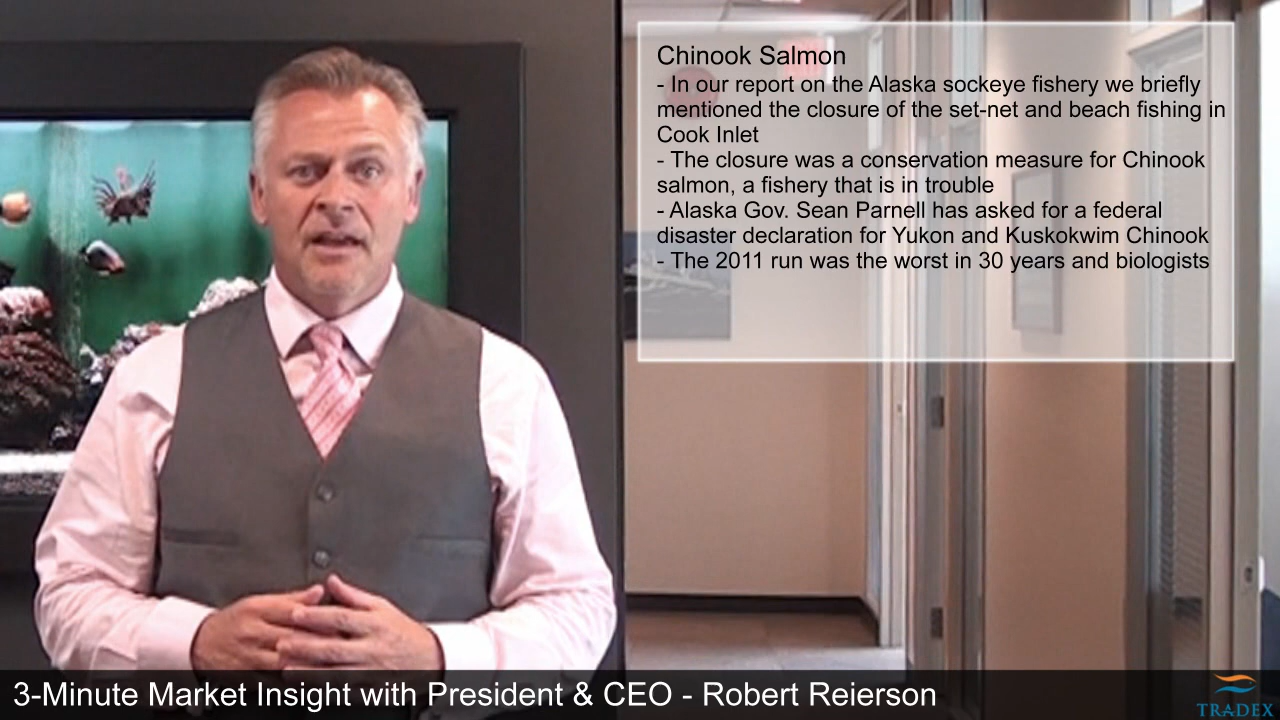 Chinook Salmon
- In our report on the Alaska sockeye fishery we briefly
mentioned the closure of the set-net and beach fishing in
Cook Inlet
- The closure was a conservation measure for Chinook
salmon, a fishery that is in trouble
- Alaska Gov. Sean Parnell has asked for a federal
disaster declaration for Yukon and Kuskokwim Chinook
- The 2011 run was the worst in 30 years and biologists
3-Minute Market Insight with President & CEO - Robert Reierson
TRADEX